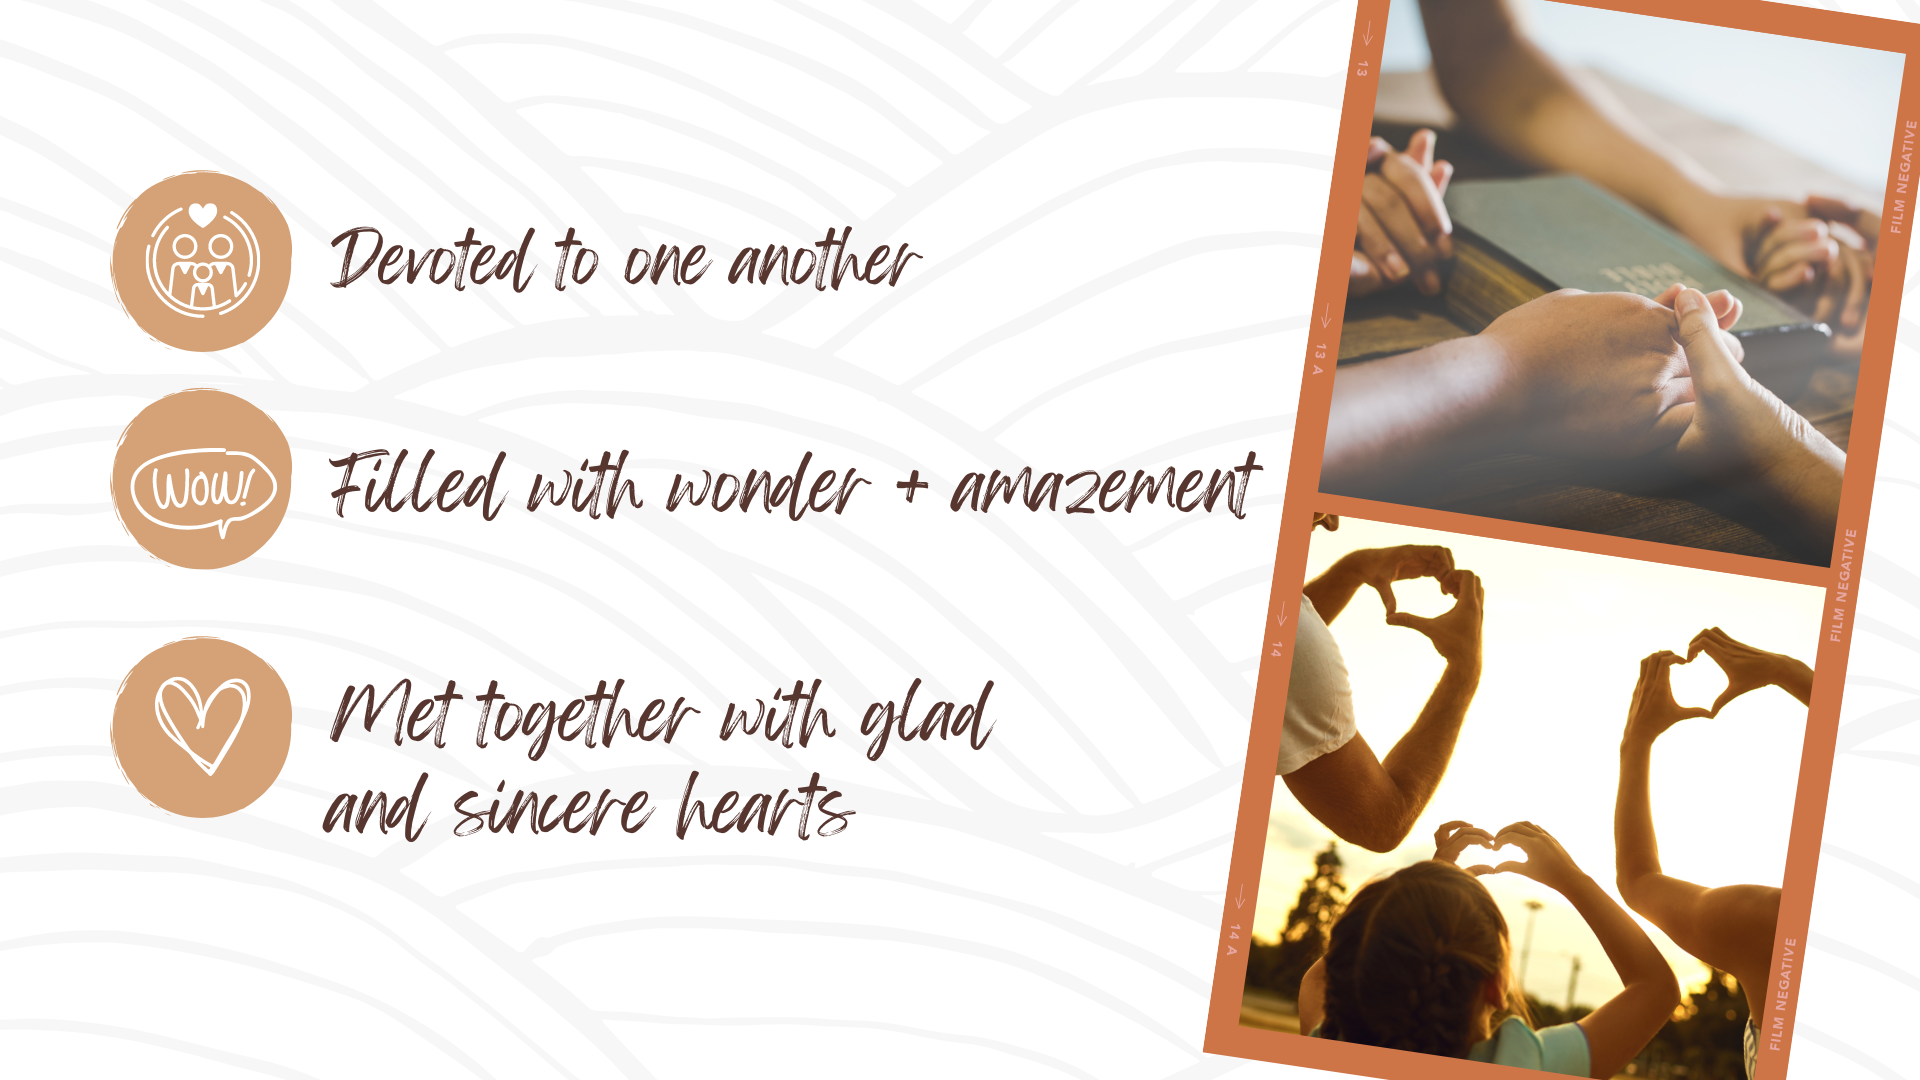 Devoted to one another
WOW!
Filled with wonder + amazement
Met together with glad
and sincere hearts
13
13 A
14
14 A
FILM NEGATIVE
FILM NEGATIVE
FILM NEGATIVE